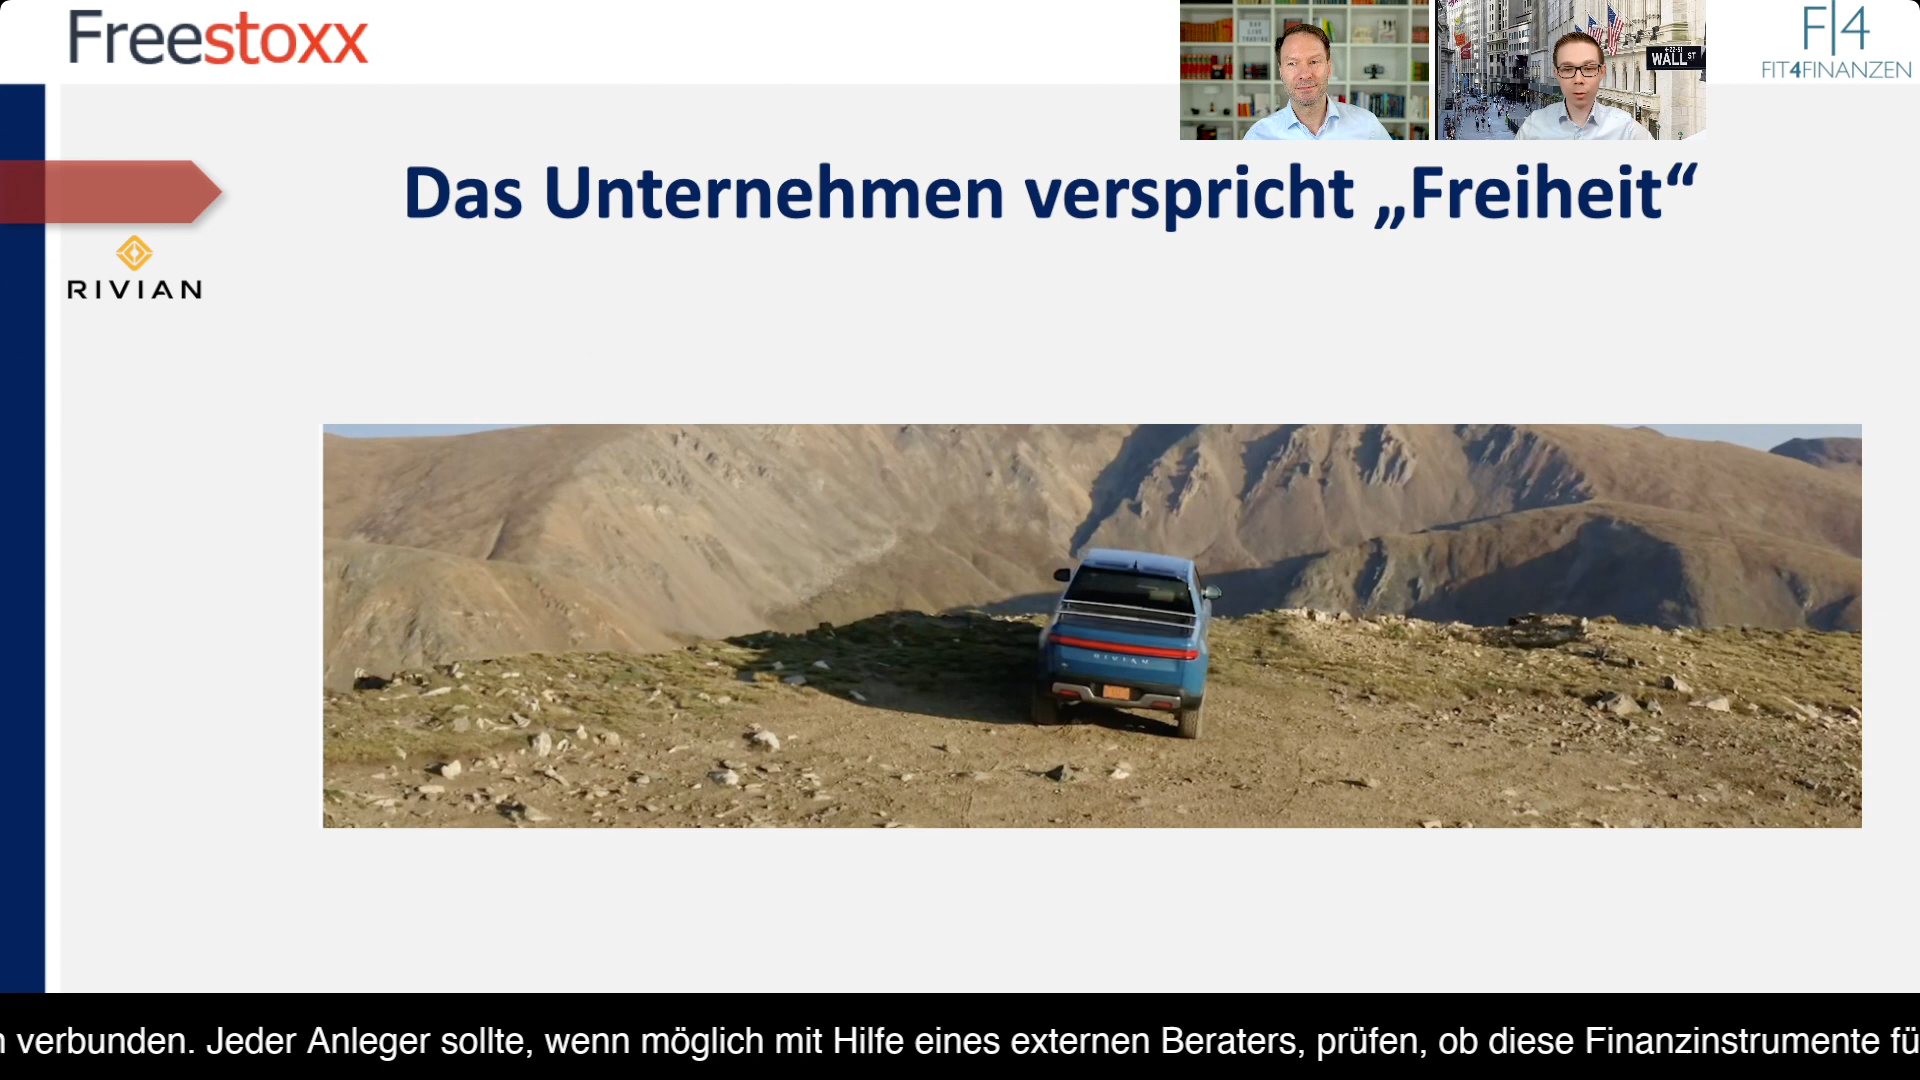 Freestoxx
WALL ST
F|4
FIT4FINANZEN
Das Unternehmen verspricht „Freiheit“
RIVIAN
RIVIAN
verbunden. Jeder Anleger sollte, wenn möglich mit Hilfe eines externen Beraters, prüfen, ob diese Finanzinstrumente fü